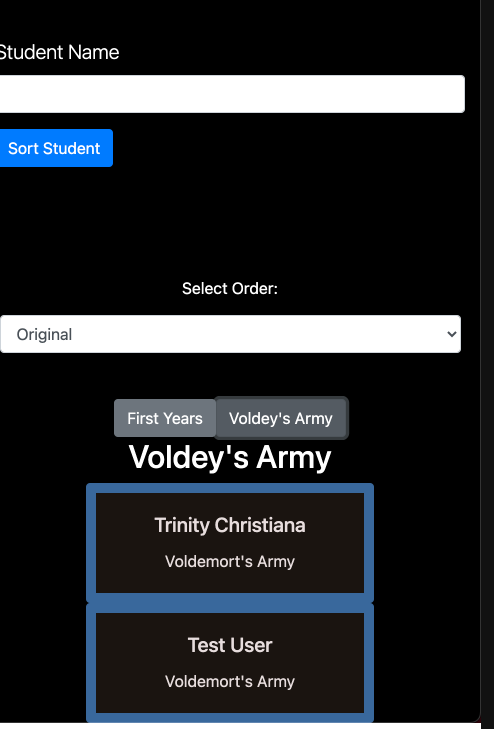 Student Name
Sort Student
Select Order:
Original
First Years Voldey's Army
Voldey's Army
Trinity Christiana
Voldemort's Army
Test User
Voldemort's Army